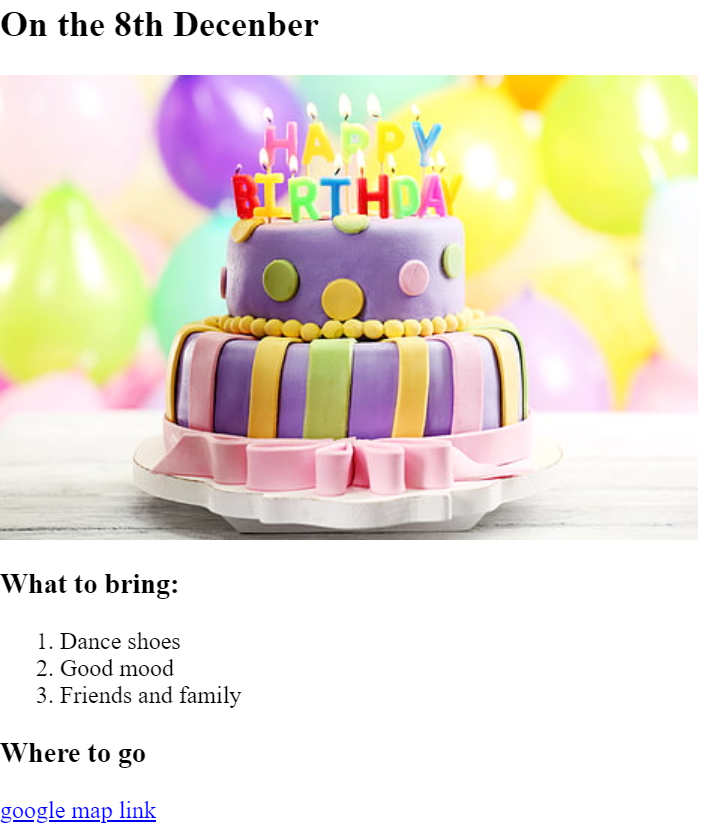 On the 8th Decenber
HAPPY
BIRTHDAY
What to bring:
1. Dance shoes
2. Good mood
3. Friends and family
Where to go
google map link